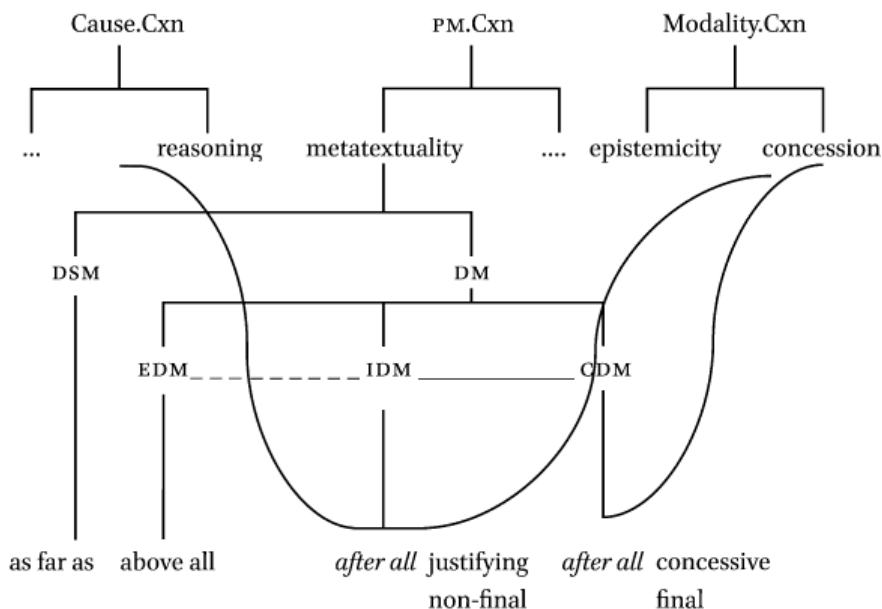 Cause.Cxn PM.Cxn Modality.Cxn
... reasoning metatextuality .... epistemicity concession
DSM DM
EDM IDM CDM
as far as above all after all justifying after all concessive
non-final final